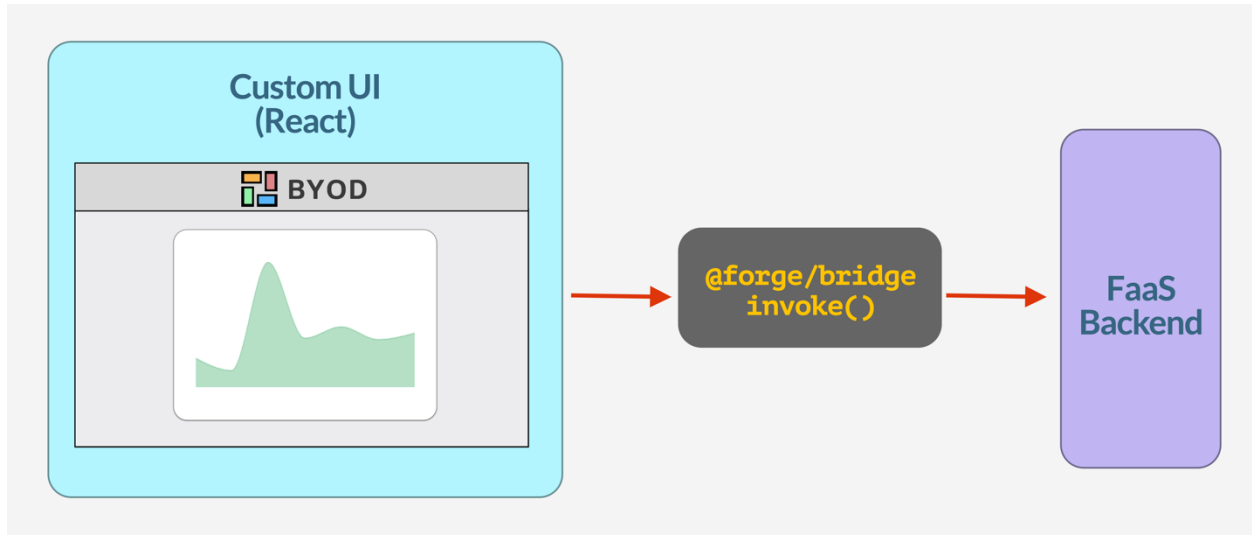 Custom UI
(React)
BYOD
@forge/bridge
invoke()
FaaS
Backend